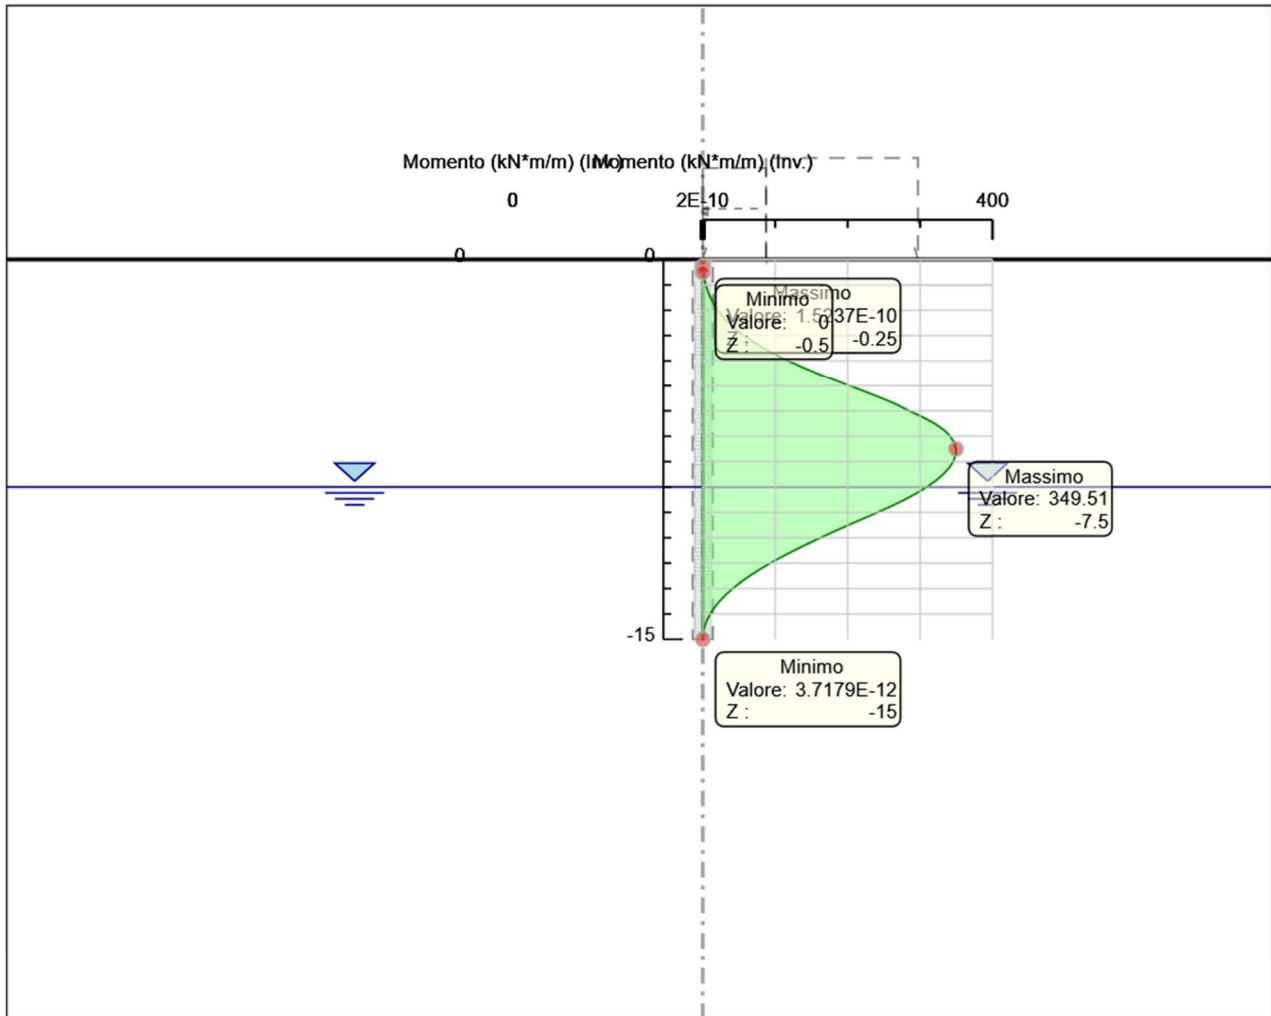 Momento (kN*m/m) (Inv.)
Momento (kN*m/m) (Inv.)
0
2E-10
400
0
0
Massimo
Valore: 1.5237E-10
Z : -0.25
Minimo
Valore: 0
Z : -0.5
Massimo
Valore: 349.51
Z : -7.5
-15
Minimo
Valore: 3.7179E-12
Z : -15